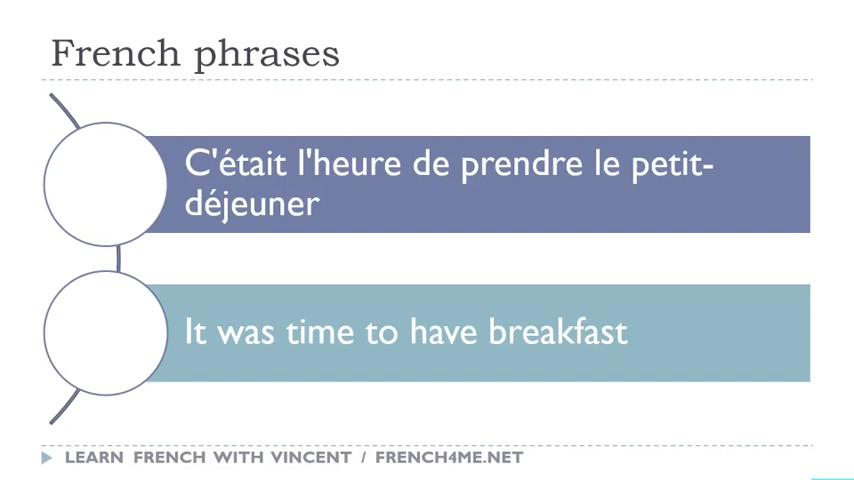 French phrases
C'était l'heure de prendre le petit-
déjeuner
It was time to have breakfast
LEARN FRENCH WITH VINCENT / FRENCH4ME.NET